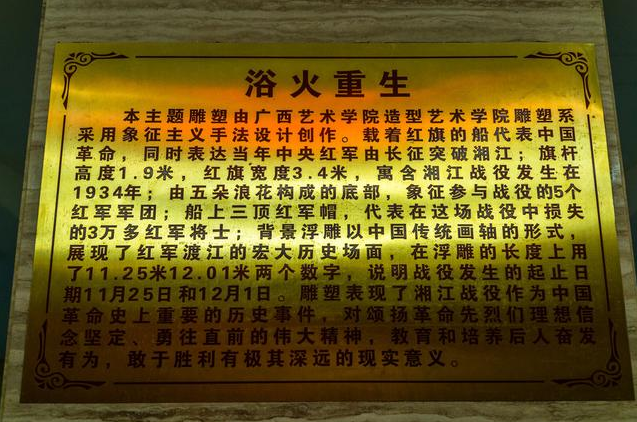 浴火重生
本主题雕塑由广西艺术学院造型艺术学院雕塑系
采用象征主义手法设计创作。载着红旗的船代表中国
革命，同时表达当年中央红军由长征突破湘江；旗杆
高度1.9米，红旗宽度3.4米，寓含湘江战役发生在
1934年；由五朵浪花构成的底部，象征参与战役的5个
红军军团；船上三顶红军帽，代表在这场战役中损失
的3万多红军将士；背景浮雕以中国传统画轴的形式，
展现了红军渡江的宏大历史场面，在浮雕的长度上用
了11.25米12.01米两个数字，说明战役发生的起止日
期11月25日和12月1日。雕塑表现了湘江战役作为中国
革命史上重要的历史事件，对颂扬革命先烈们理想信
念坚定、勇往直前的伟大精神，教育和培养后人奋发
有为，敢于胜利有极其深远的现实意义。